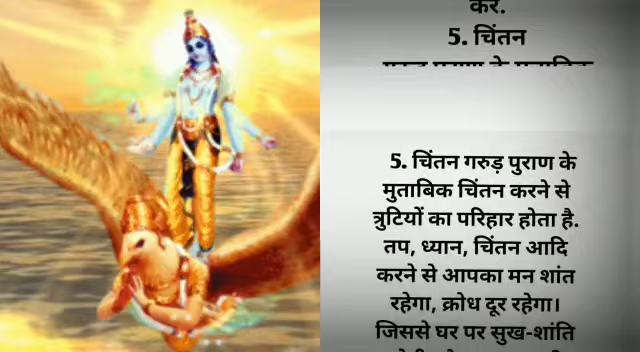 करें.
5. चिंतन
5. चिंतन गरुड़ पुराण के
मुताबिक चिंतन करने से
त्रुटियों का परिहार होता है.
तप, ध्यान, चिंतन आदि
करने से आपका मन शांत
रहेगा, क्रोध दूर रहेगा।
जिससे घर पर सुख-शांति